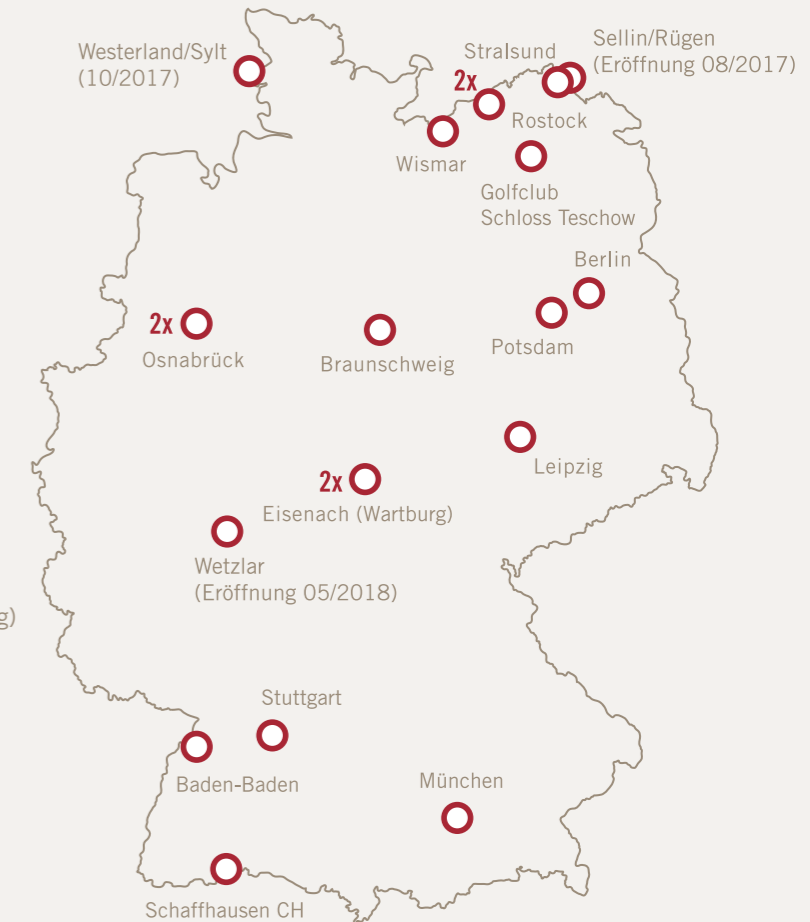 Westerland/Sylt
(10/2017)
Stralsund
Sellin/Rügen
(Eröffnung 08/2017)
2x
Rostock
Wismar
Golfclub
Schloss Teschow
Berlin
Potsdam
2x
Osnabrück
Braunschweig
Leipzig
2x
Eisenach (Wartburg)
Wetzlar
(Eröffnung 05/2018)
g)
Stuttgart
Baden-Baden
München
Schaffhausen CH